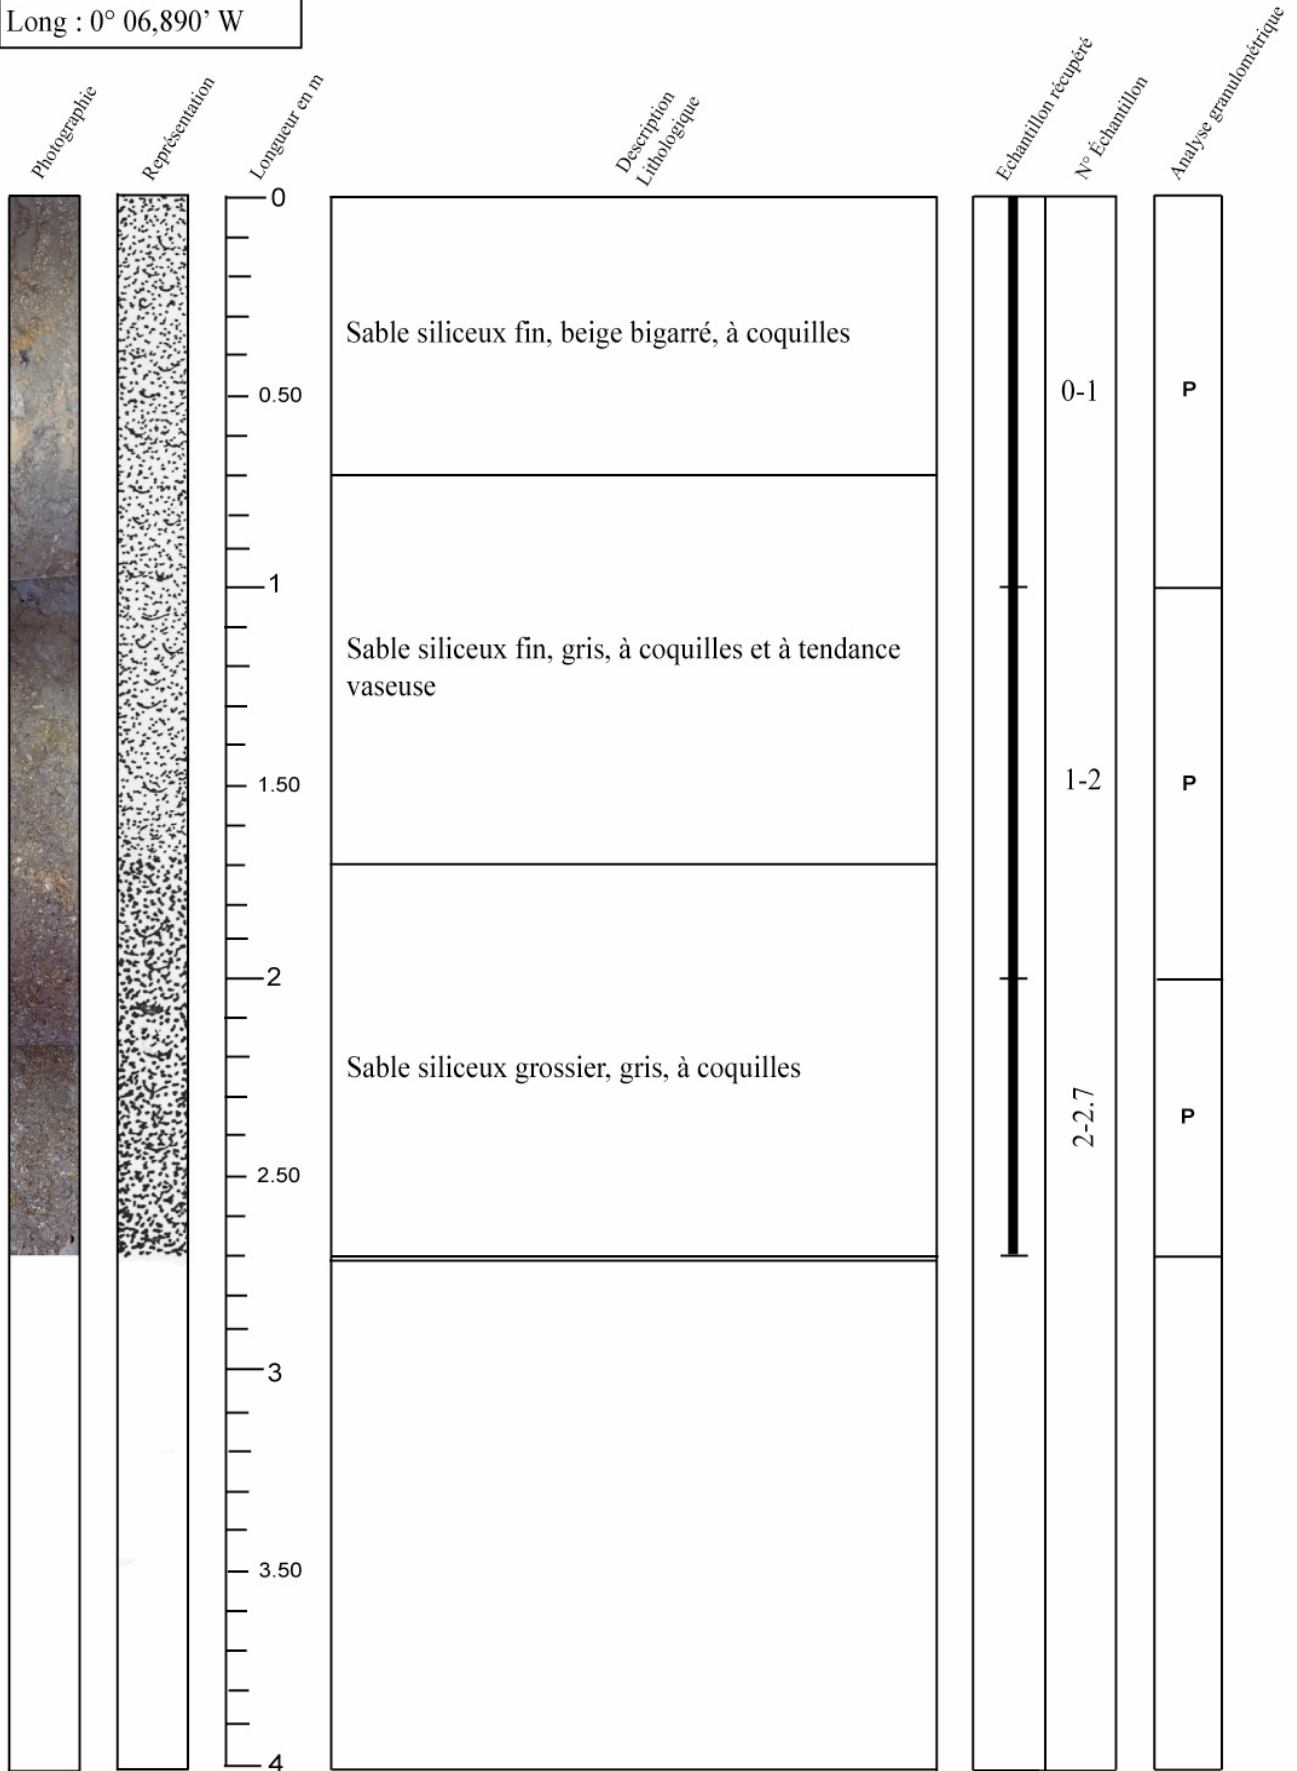 Long : 0° 06,890’ W
Photographie
Représentation
Longueur en m
Description
Lithologique
Echantillon récupéré
N° Échantillon
Analyse granulométrique
0
Sable siliceux fin, beige bigarré, à coquilles
0.50
0-1
P
1
Sable siliceux fin, gris, à coquilles et à tendance
vaseuse
1.50
1-2
P
2
Sable siliceux grossier, gris, à coquilles
2-2.7
P
2.50
3
3.50
4